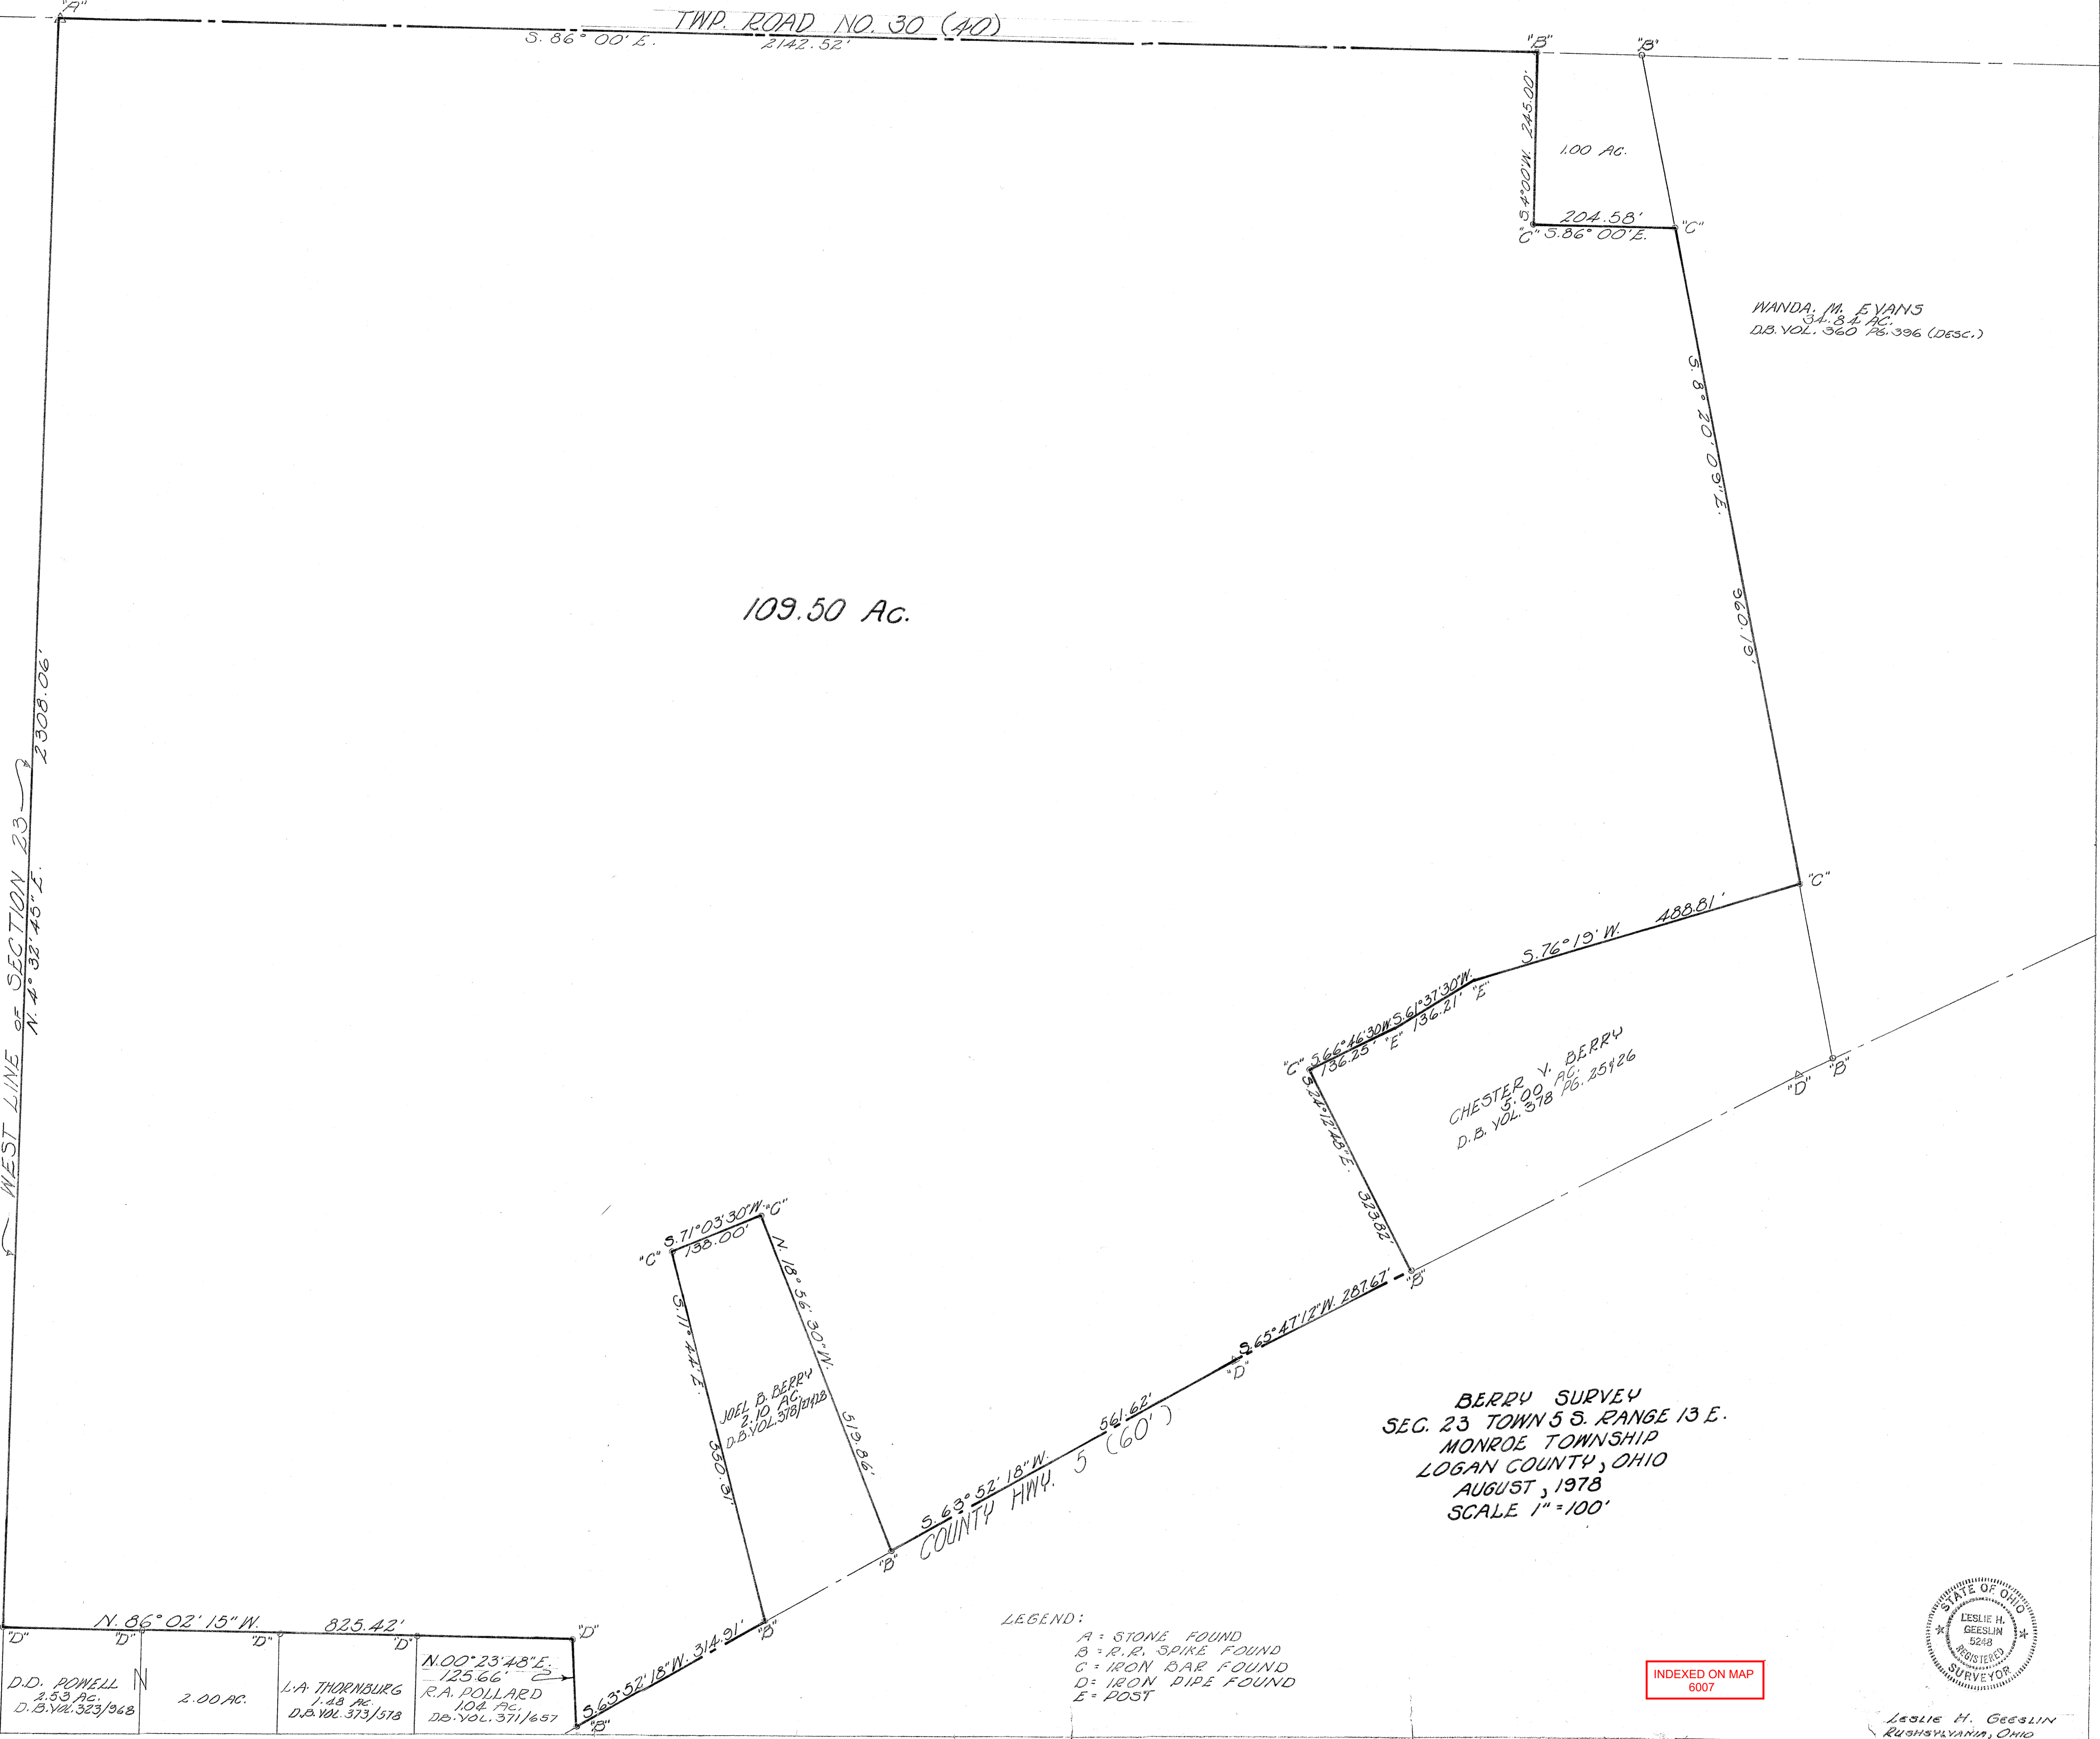 "A"
TWP. ROAD NO. 30 (40)
S. 86° 00' E. 2142.52'
"B"
"B"
S.4°00'W. 245.00'
1.00 AC.
204.58'
"C" S.86° 00' E.
"C"
WANDA. M. EVANS
34.84 AC.
D.B. VOL. 360 PG. 396 (DESC.)
S. 8° 20' 09" E.
960.19'
109.50 Ac.
WEST LINE OF SECTION 23
N. 4° 32' 45" E. 2308.06'
"C"
S.76° 19' W. 488.81'
S.61°37'30"W.
136.21' "E"
"C" S.66°46'30W.
136.25' "E"
S.24°12'48"E. 323.82'
CHESTER V. BERRY
5.00 AC.
D.B. VOL. 378 PG. 25&26
"D"
"B"
"B"
S.71°03'30"W. "C"
"C" 138.00'
N. 18° 56' 30" W. 519.86'
JOEL B. BERRY
2.10 AC.
D.B. VOL. 378/27&28
S. 65° 47' 12" W. 287.67'
"D"
S. 63° 52' 18" W. 561.62'
COUNTY HWY. 5 (60')
"B"
"B"
S.63°52'18"W. 314.91'
"B"
N. 86° 02' 15" W. 825.42'
"D"
"D" "D" "D" "D"
D.D. POWELL
2.53 AC.
2.00 AC.
L.A. THORNBURG
1.48 AC.
D.B. VOL. 373/578
N.00°23'48"E.
125.66'
R.A. POLLARD
1.04 AC.
D.B. VOL. 371/657
LEGEND:
A = STONE FOUND
B = R.R. SPIKE FOUND
C = IRON BAR FOUND
D = IRON PIPE FOUND
E = POST
BERRY SURVEY
SEC. 23 TOWN 5 S. RANGE 13 E.
MONROE TOWNSHIP
LOGAN COUNTY, OHIO
AUGUST, 1978
SCALE 1" = 100'
INDEXED ON MAP
6007
STATE OF OHIO
LESLIE H.
GEESLIN
5248
REGISTERED
SURVEYOR
LESLIE H. GEESLIN
RUSHSYLVANIA, OHIO